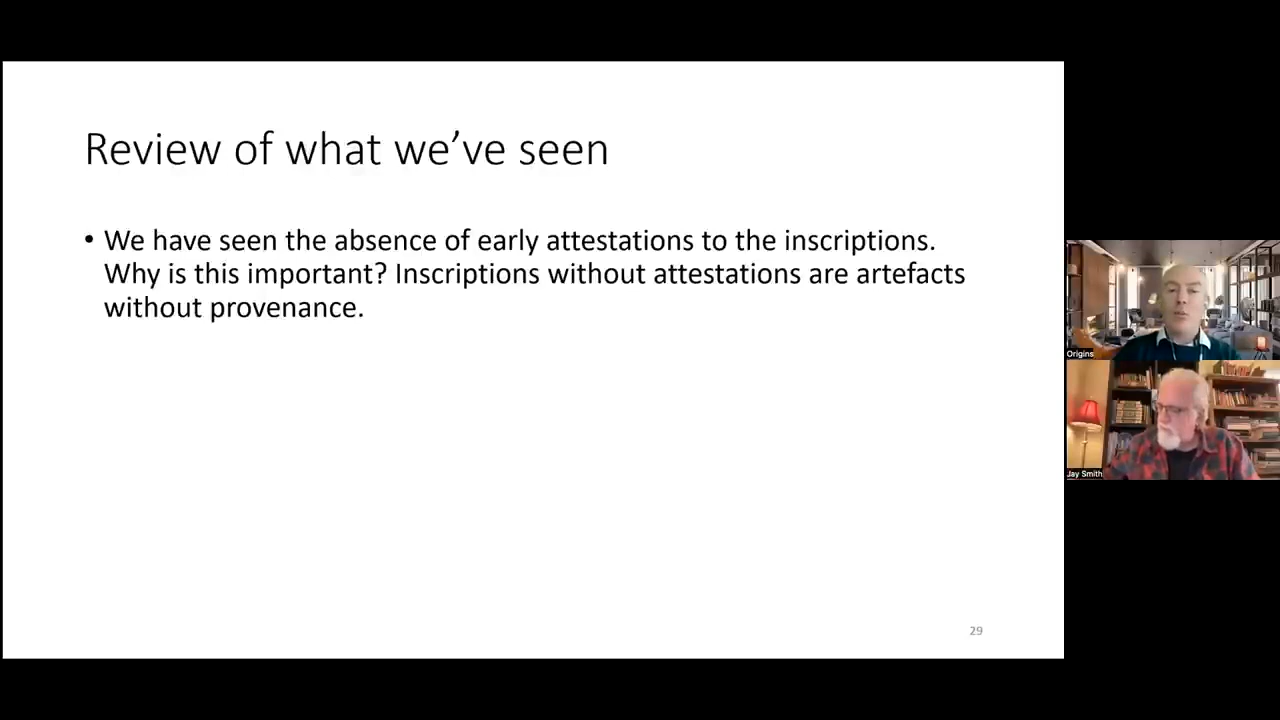 Review of what we’ve seen
• We have seen the absence of early attestations to the inscriptions.
Why is this important? Inscriptions without attestations are artefacts
without provenance.
29
Origins
Jay Smith